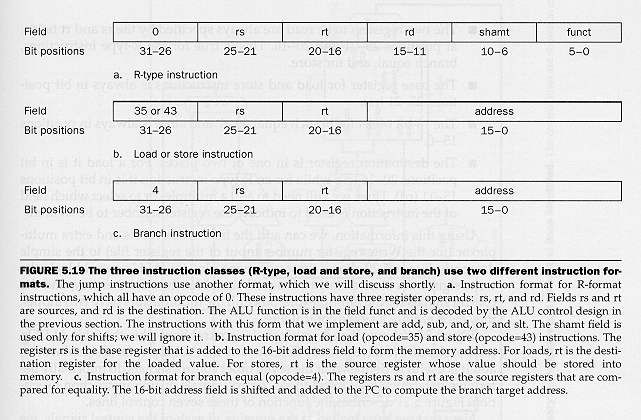 Field 0 rs rt rd shamt funct
Bit positions 31–26 25–21 20–16 15–11 10–6 5–0
a. R-type instruction
Field 35 or 43 rs rt address
Bit positions 31–26 25–21 20–16 15–0
b. Load or store instruction
Field 4 rs rt address
Bit positions 31–26 25–21 20–16 15–0
c. Branch instruction
FIGURE 5.19 The three instruction classes (R-type, load and store, and branch) use two different instruction for-
mats. The jump instructions use another format, which we will discuss shortly. a. Instruction format for R-format
instructions, which all have an opcode of 0. These instructions have three register operands: rs, rt, and rd. Fields rs and rt
are sources, and rd is the destination. The ALU function is in the field funct and is decoded by the ALU control design in
the previous section. The instructions with this form that we implement are add, sub, and, or, and slt. The shamt field is
used only for shifts; we will ignore it. b. Instruction format for load (opcode=35) and store (opcode=43) instructions. The
register rs is the base register that is added to the 16-bit address field to form the memory address. For loads, rt is the desti-
nation register for the loaded value. For stores, rt is the source register whose value should be stored into
memory. c. Instruction format for branch equal (opcode=4). The registers rs and rt are the source registers that are com-
pared for equality. The 16-bit address field is shifted and added to the PC to compute the branch target address.